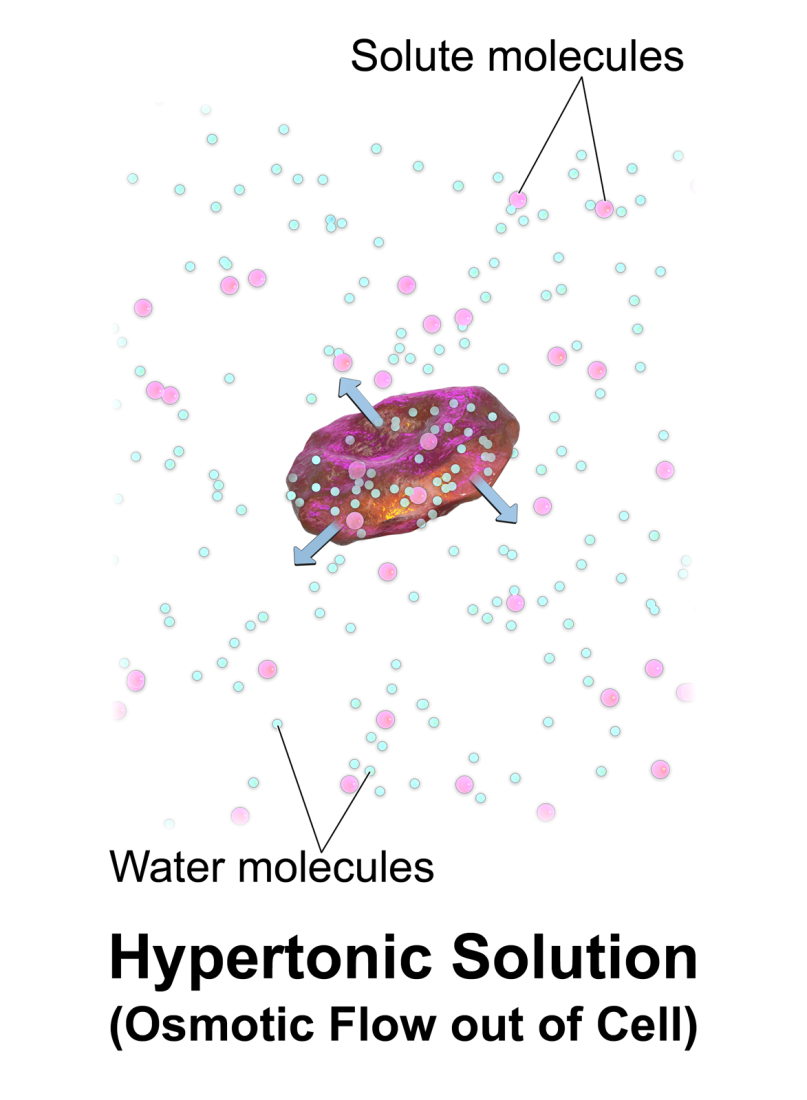 Solute molecules
Water molecules
Hypertonic Solution
(Osmotic Flow out of Cell)